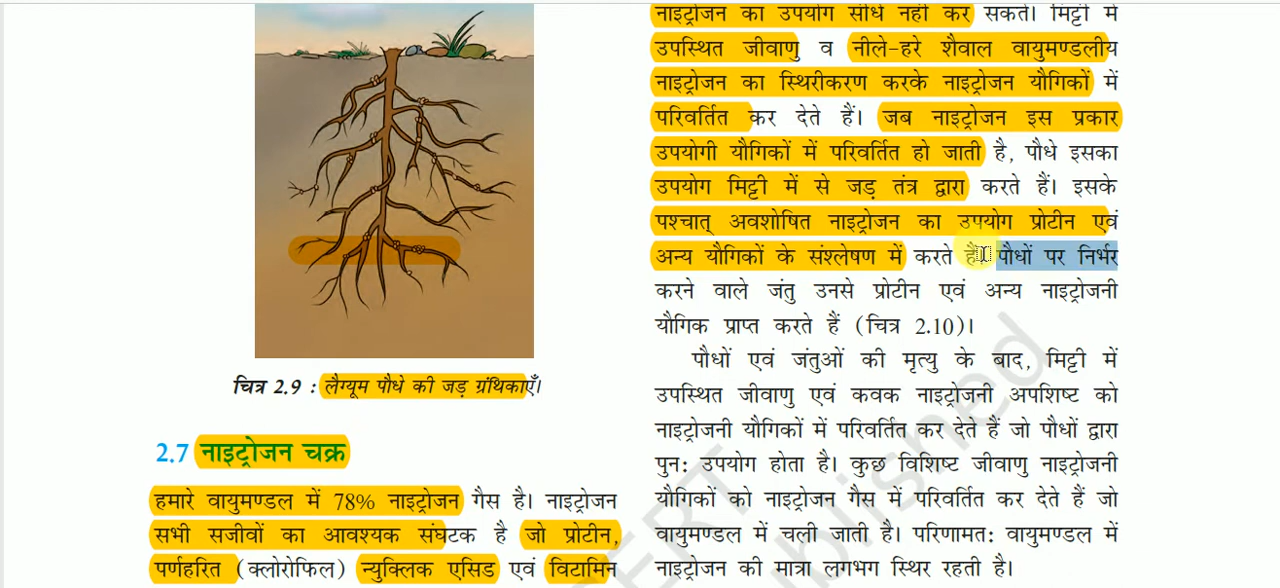 चित्र 2.9 : लैग्यूम पौधे की जड़ ग्रंथिकाएँ।
2.7 नाइट्रोजन चक्र
हमारे वायुमण्डल में 78% नाइट्रोजन गैस है। नाइट्रोजन
सभी सजीवों का आवश्यक संघटक है जो प्रोटीन,
पर्णहरित (क्लोरोफिल) न्युक्लिक एसिड एवं विटामिन
नाइट्रोजन का उपयोग सीधे नहीं कर सकते। मिट्टी में
उपस्थित जीवाणु व नीले-हरे शैवाल वायुमण्डलीय
नाइट्रोजन का स्थिरीकरण करके नाइट्रोजन यौगिकों में
परिवर्तित कर देते हैं। जब नाइट्रोजन इस प्रकार
उपयोगी यौगिकों में परिवर्तित हो जाती है, पौधे इसका
उपयोग मिट्टी में से जड़ तंत्र द्वारा करते हैं। इसके
पश्चात् अवशोषित नाइट्रोजन का उपयोग प्रोटीन एवं
अन्य यौगिकों के संश्लेषण में करते हैं। पौधों पर निर्भर
करने वाले जंतु उनसे प्रोटीन एवं अन्य नाइट्रोजनी
यौगिक प्राप्त करते हैं (चित्र 2.10)।
पौधों एवं जंतुओं की मृत्यु के बाद, मिट्टी में
उपस्थित जीवाणु एवं कवक नाइट्रोजनी अपशिष्ट को
नाइट्रोजनी यौगिकों में परिवर्तित कर देते हैं जो पौधों द्वारा
पुन: उपयोग होता है। कुछ विशिष्ट जीवाणु नाइट्रोजनी
यौगिकों को नाइट्रोजन गैस में परिवर्तित कर देते हैं जो
वायुमण्डल में चली जाती है। परिणामत: वायुमण्डल में
नाइट्रोजन की मात्रा लगभग स्थिर रहती है।